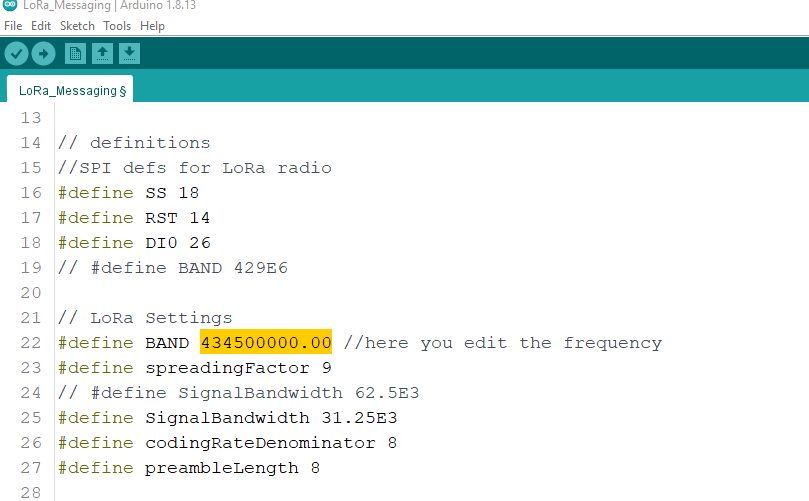 LoRa_Messaging | Arduino 1.8.13
File Edit Sketch Tools Help
LoRa_Messaging §
13
14 // definitions
15 //SPI defs for LoRa radio
16 #define SS 18
17 #define RST 14
18 #define DI0 26
19 // #define BAND 429E6
20
21 // LoRa Settings
22 #define BAND 434500000.00 //here you edit the frequency
23 #define spreadingFactor 9
24 // #define SignalBandwidth 62.5E3
25 #define SignalBandwidth 31.25E3
26 #define codingRateDenominator 8
27 #define preambleLength 8
28